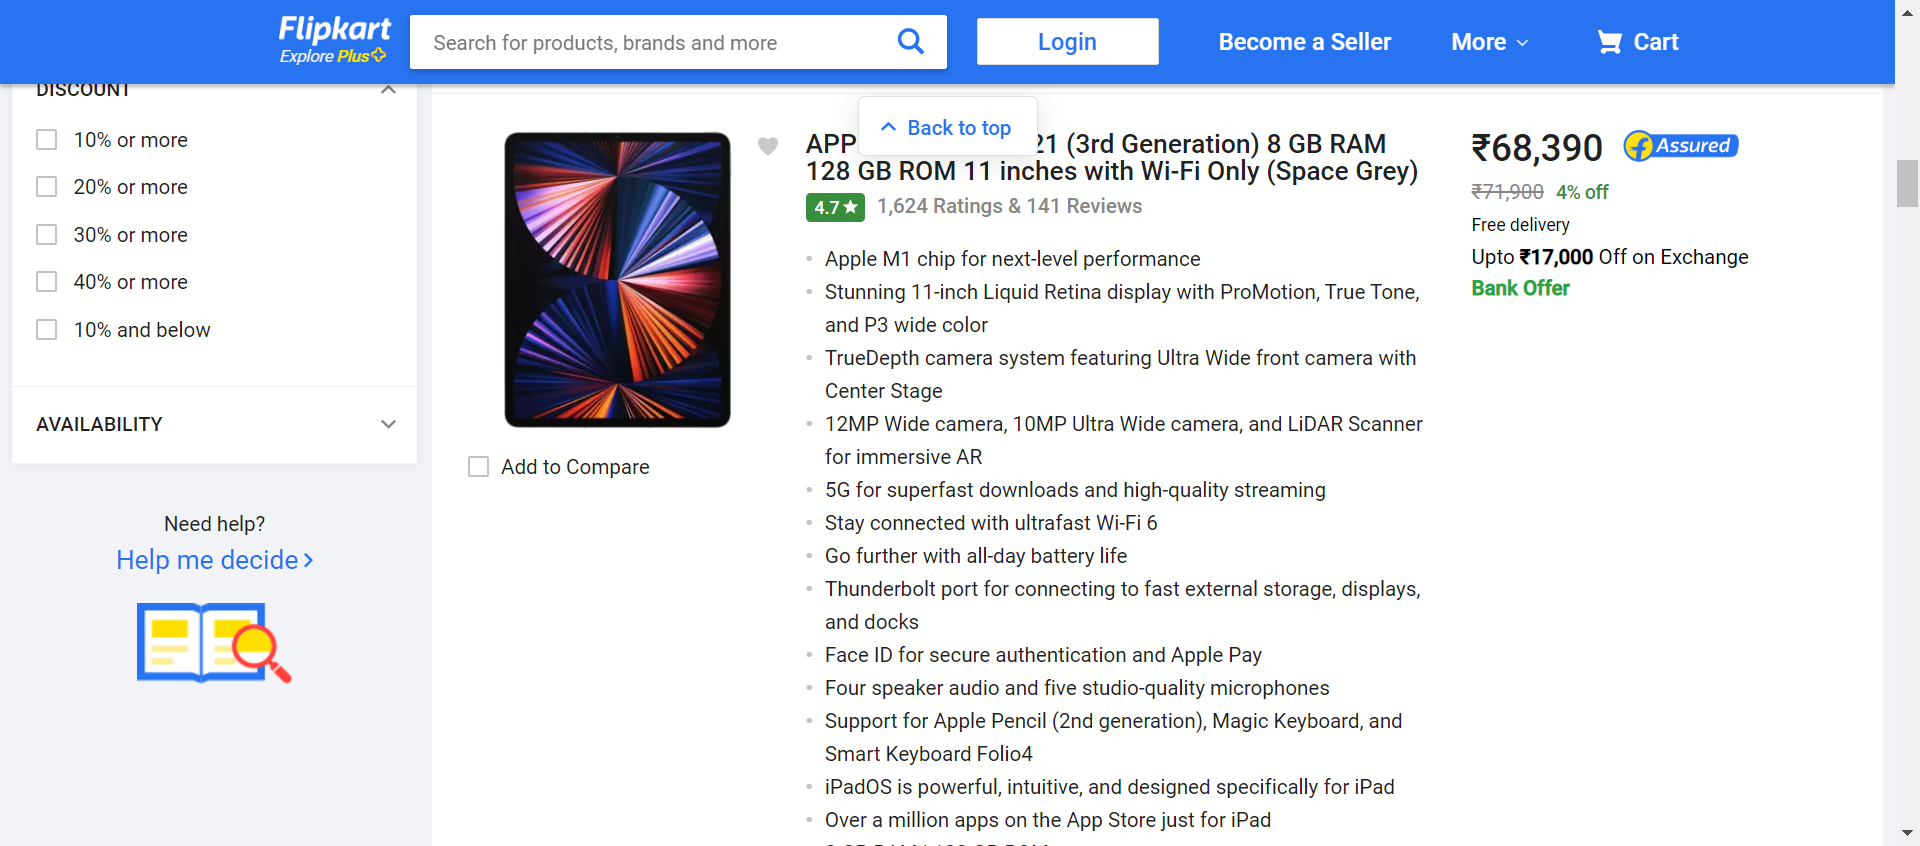 Flipkart
Explore Plus
Search for products, brands and more
Login
Become a Seller
More
Cart
DISCOUNT
10% or more
20% or more
30% or more
40% or more
10% and below
AVAILABILITY
Need help?
Help me decide
Back to top
APP 21 (3rd Generation) 8 GB RAM
128 GB ROM 11 inches with Wi-Fi Only (Space Grey)
4.7★ 1,624 Ratings & 141 Reviews
• Apple M1 chip for next-level performance
• Stunning 11-inch Liquid Retina display with ProMotion, True Tone,
and P3 wide color
• TrueDepth camera system featuring Ultra Wide front camera with
Center Stage
• 12MP Wide camera, 10MP Ultra Wide camera, and LiDAR Scanner
for immersive AR
• 5G for superfast downloads and high-quality streaming
• Stay connected with ultrafast Wi-Fi 6
• Go further with all-day battery life
• Thunderbolt port for connecting to fast external storage, displays,
and docks
• Face ID for secure authentication and Apple Pay
• Four speaker audio and five studio-quality microphones
• Support for Apple Pencil (2nd generation), Magic Keyboard, and
Smart Keyboard Folio4
• iPadOS is powerful, intuitive, and designed specifically for iPad
• Over a million apps on the App Store just for iPad
Add to Compare
₹68,390
Assured
₹71,900 4% off
Free delivery
Upto ₹17,000 Off on Exchange
Bank Offer